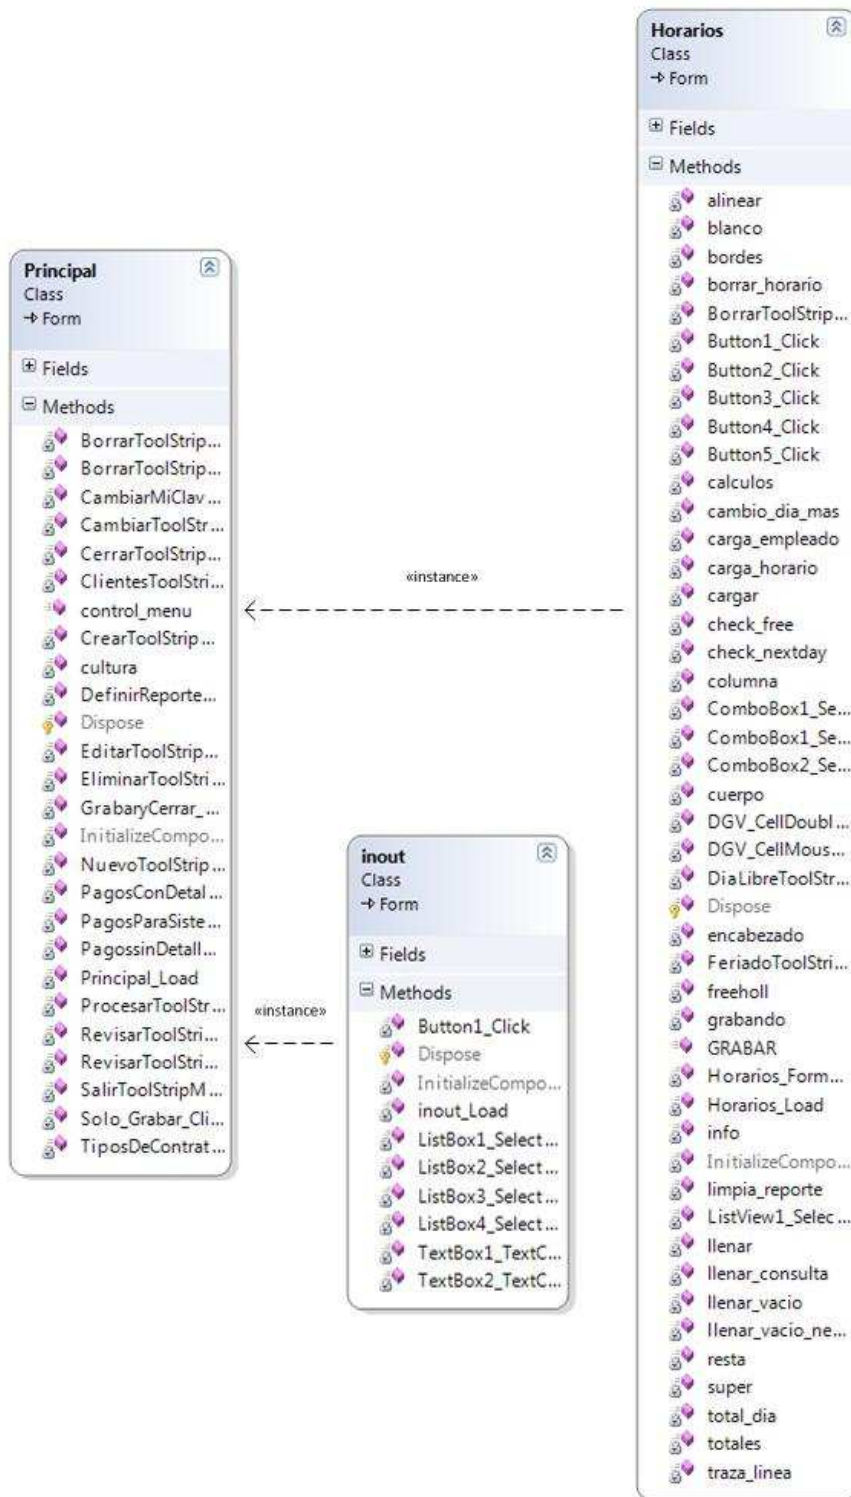 Principal
Class
Form
Fields
Methods
BorrarToolStrip...
BorrarToolStrip...
CambiarMiClav...
CambiarToolStr...
CerrarToolStrip...
ClientesToolStri...
control_menu
CrearToolStrip...
cultura
DefinirReporte...
Dispose
EditarToolStrip...
EliminarToolStri...
GrabaryCerrar_...
InitializeCompo...
NuevoToolStrip...
PagosConDetal...
PagosParaSiste...
PagossinDetall...
Principal_Load
ProcesarToolStr...
RevisarToolStri...
RevisarToolStri...
SalirToolStripM...
Solo_Grabar_Cli...
TiposDeContrat...
«instance»
«instance»
inout
Class
Form
Fields
Methods
Button1_Click
Dispose
InitializeCompo...
inout_Load
ListBox1_Select...
ListBox2_Select...
ListBox3_Select...
ListBox4_Select...
TextBox1_TextC...
TextBox2_TextC...
Horarios
Class
Form
Fields
Methods
alinear
blanco
bordes
borrar_horario
BorrarToolStrip...
Button1_Click
Button2_Click
Button3_Click
Button4_Click
Button5_Click
calculos
cambio_dia_mas
carga_empleado
carga_horario
cargar
check_free
check_nextday
columna
ComboBox1_Se...
ComboBox1_Se...
ComboBox2_Se...
cuerpo
DGV_CellDoubl...
DGV_CellMous...
DiaLibreToolStr...
Dispose
encabezado
FeriadoToolStri...
freeholl
grabando
GRABAR
Horarios_Form...
Horarios_Load
info
InitializeCompo...
limpia_reporte
ListView1_Selec...
llenar
llenar_consulta
llenar_vacio
llenar_vacio_ne...
resta
super
total_dia
totales
traza_linea